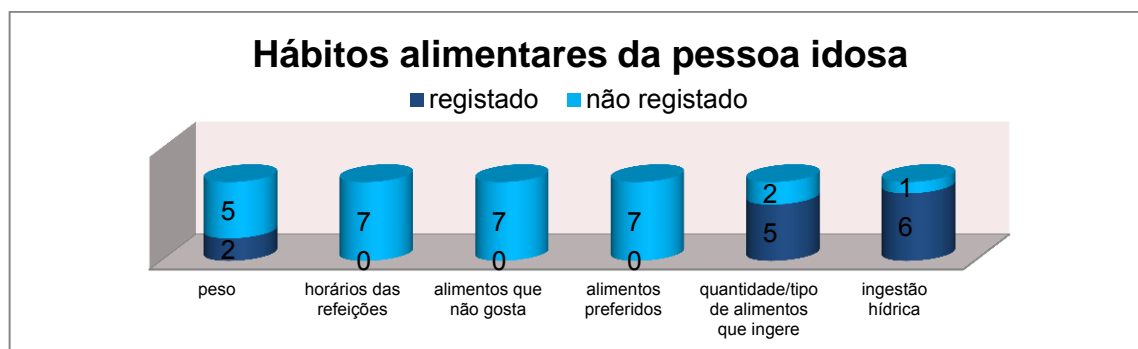 Hábitos alimentares da pessoa idosa
registado não registado
5 7 7 7 2 1
2 0 0 0 5 6
peso horários das refeições alimentos que não gosta alimentos preferidos quantidade/tipo de alimentos que ingere ingestão hídrica